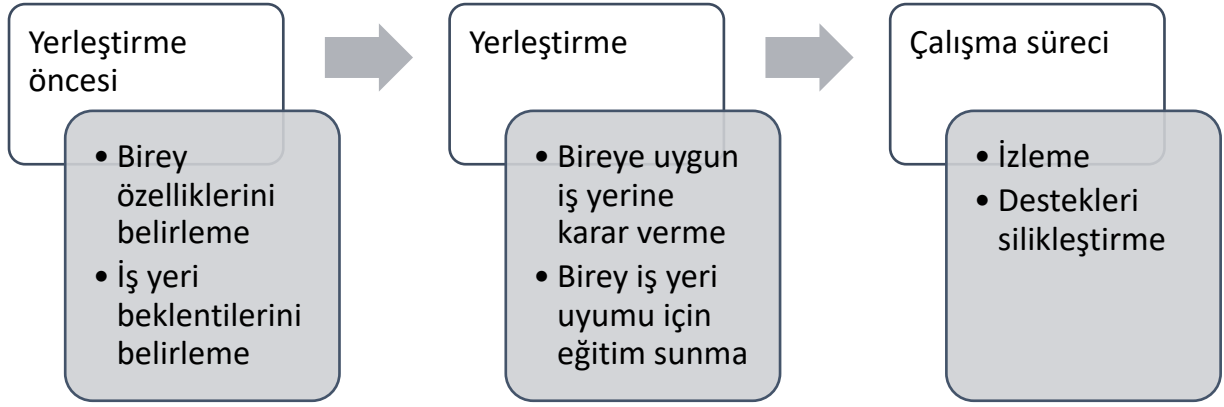 Yerleştirme
öncesi
• Birey
özelliklerini
belirleme
• İş yeri
beklentilerini
belirleme
Yerleştirme
• Bireye uygun
iş yerine
karar verme
• Birey iş yeri
uyumu için
eğitim sunma
Çalışma süreci
• İzleme
• Destekleri
silikleştirme